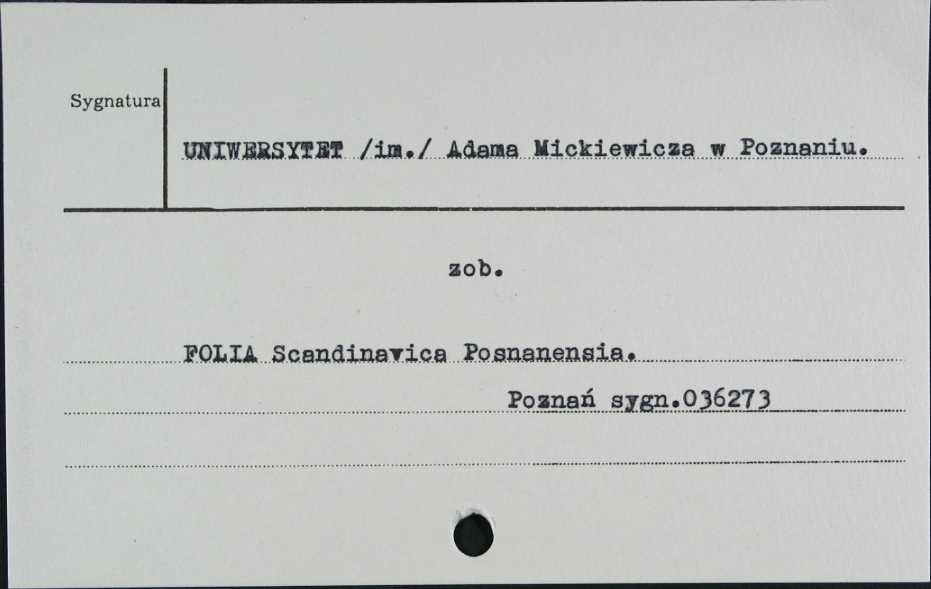 Sygnatura
UNIWERSYTET /im./ Adama Mickiewicza w Poznaniu.
zob.
FOLIA Scandinavica Posnanensia.
Poznań sygn.036273